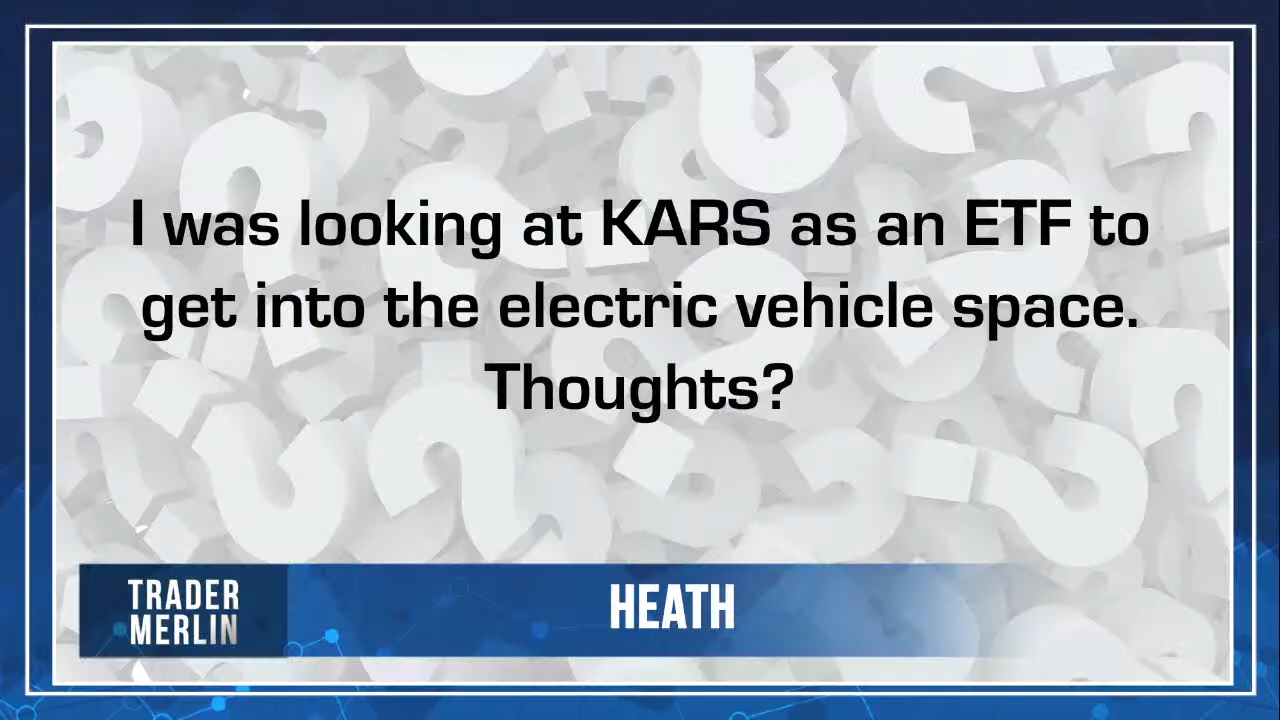 I was looking at KARS as an ETF to
get into the electric vehicle space.
Thoughts?
TRADER
MERLIN
HEATH